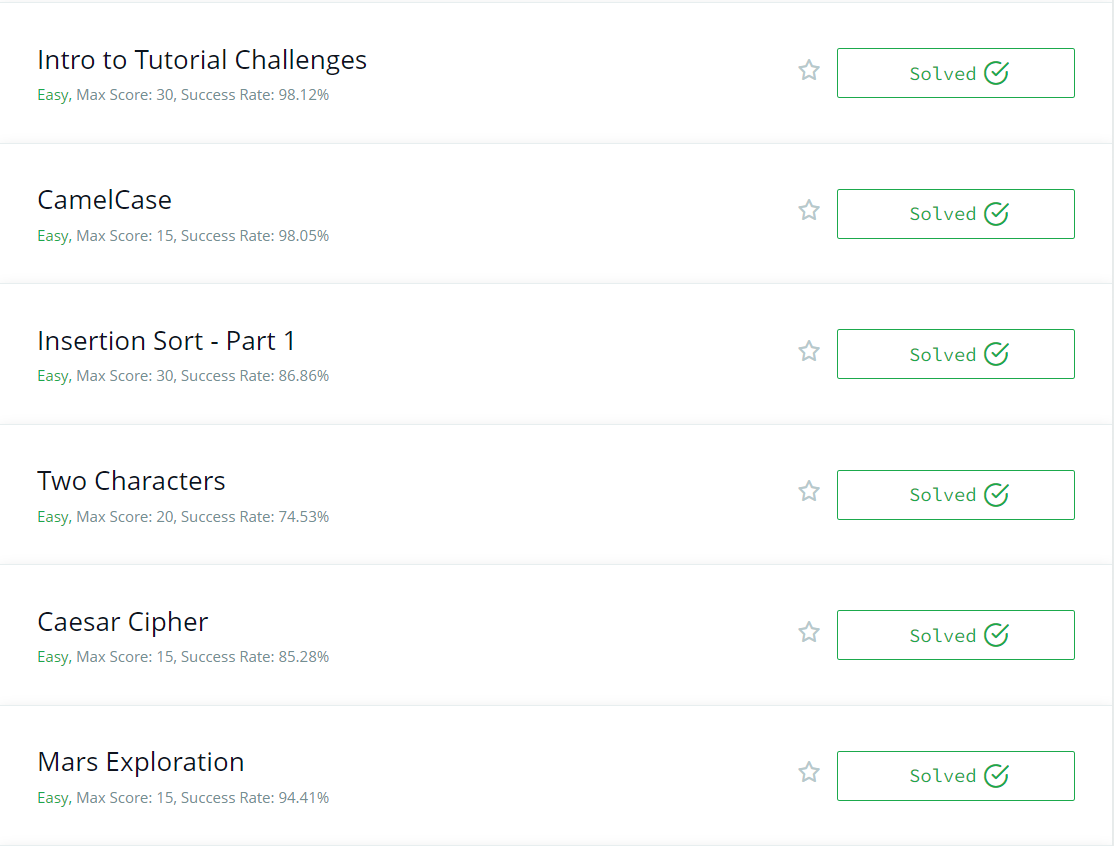 Intro to Tutorial Challenges
Easy, Max Score: 30, Success Rate: 98.12%
Solved
CamelCase
Easy, Max Score: 15, Success Rate: 98.05%
Solved
Insertion Sort - Part 1
Easy, Max Score: 30, Success Rate: 86.86%
Solved
Two Characters
Easy, Max Score: 20, Success Rate: 74.53%
Solved
Caesar Cipher
Easy, Max Score: 15, Success Rate: 85.28%
Solved
Mars Exploration
Easy, Max Score: 15, Success Rate: 94.41%
Solved